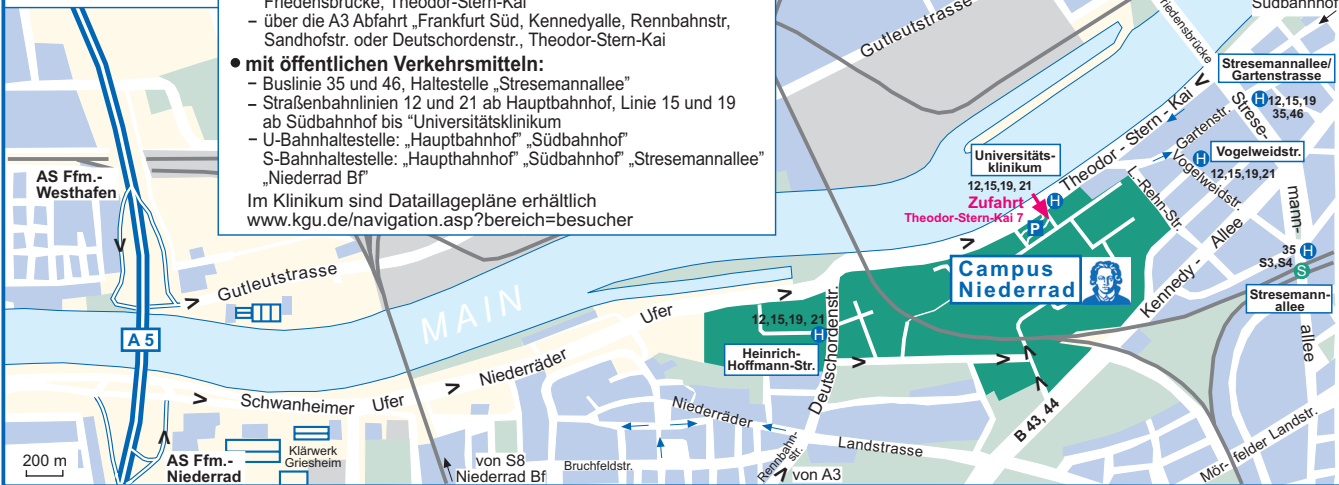 Friedensbrücke, Theodor-Stern-Kai
– über die A3 Abfahrt „Frankfurt Süd, Kennedyalle, Rennbahnstr,
Sandhofstr. oder Deutschordenstr., Theodor-Stern-Kai
● mit öffentlichen Verkehrsmitteln:
– Buslinie 35 und 46, Haltestelle „Stresemannallee”
– Straßenbahnlinien 12 und 21 ab Hauptbahnhof, Linie 15 und 19
ab Südbahnhof bis “Universitätsklinikum
– U-Bahnhaltestelle: „Hauptbahnhof” „Südbahnhof”
S-Bahnhaltestelle: „Haupthahnhof” „Südbahnhof” „Stresemannallee”
„Niederrad Bf”
Im Klinikum sind Dataillagepläne erhältlich
www.kgu.de/navigation.asp?bereich=besucher
Gutleutstrasse
Friedensbrücke
Südbahnhof
Stresemannallee/
Gartenstrasse
H
12,15,19
35,46
Strese-
mann-
allee
Theodor - Stern - Kai
Gartenstr.
Vogelweidstr.
H
12,15,19,21
Vogelweidstr.
L.-Rehn-Str.
Universitäts-
klinikum
12,15,19, 21
H
Zufahrt
Theodor-Stern-Kai 7
P
AS Ffm.-
Westhafen
Gutleutstrasse
A 5
MAIN
Campus
Niederrad
Kennedy - Allee
35 H
S3,S4
S
Stresemann-
allee
12,15,19, 21
H
Heinrich-
Hoffmann-Str.
Deutschordenstr.
Schwanheimer Ufer
Niederräder Ufer
Niederräder Landstrasse
B 43, 44
Mör- felder Landstr.
200 m
AS Ffm.-
Niederrad
Klärwerk
Griesheim
von S8
Niederrad Bf
Bruchfeldstr.
Rennbahn-
str.
von A3